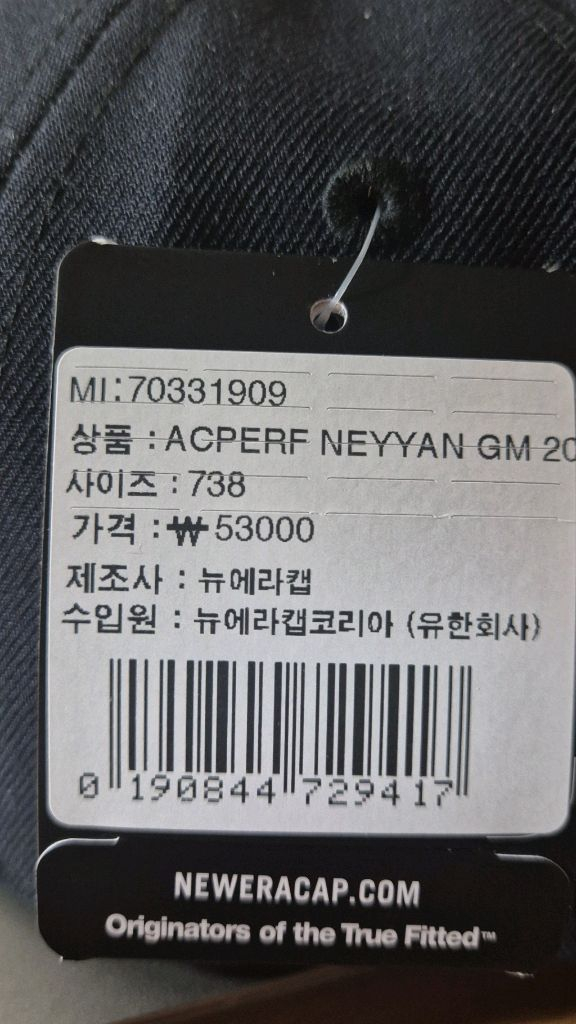 MI:70331909
상품 : ACPERF NEYYAN GM 20
사이즈 : 738
가격 : ₩ 53000
제조사 : 뉴에라캡
수입원 : 뉴에라캡코리아 (유한회사)
0 190844 729417
NEWERACAP.COM
Originators of the True Fitted™